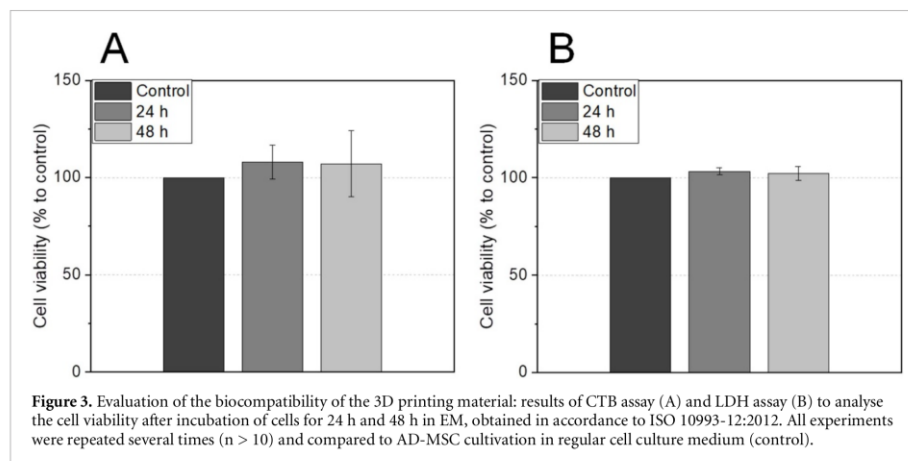 A
B
150
100
50
0
Cell viability (% to control)
Control
24 h
48 h
150
100
50
0
Cell viability (% to control)
Control
24 h
48 h
Figure 3. Evaluation of the biocompatibility of the 3D printing material: results of CTB assay (A) and LDH assay (B) to analyse
the cell viability after incubation of cells for 24 h and 48 h in EM, obtained in accordance to ISO 10993-12:2012. All experiments
were repeated several times (n > 10) and compared to AD-MSC cultivation in regular cell culture medium (control).